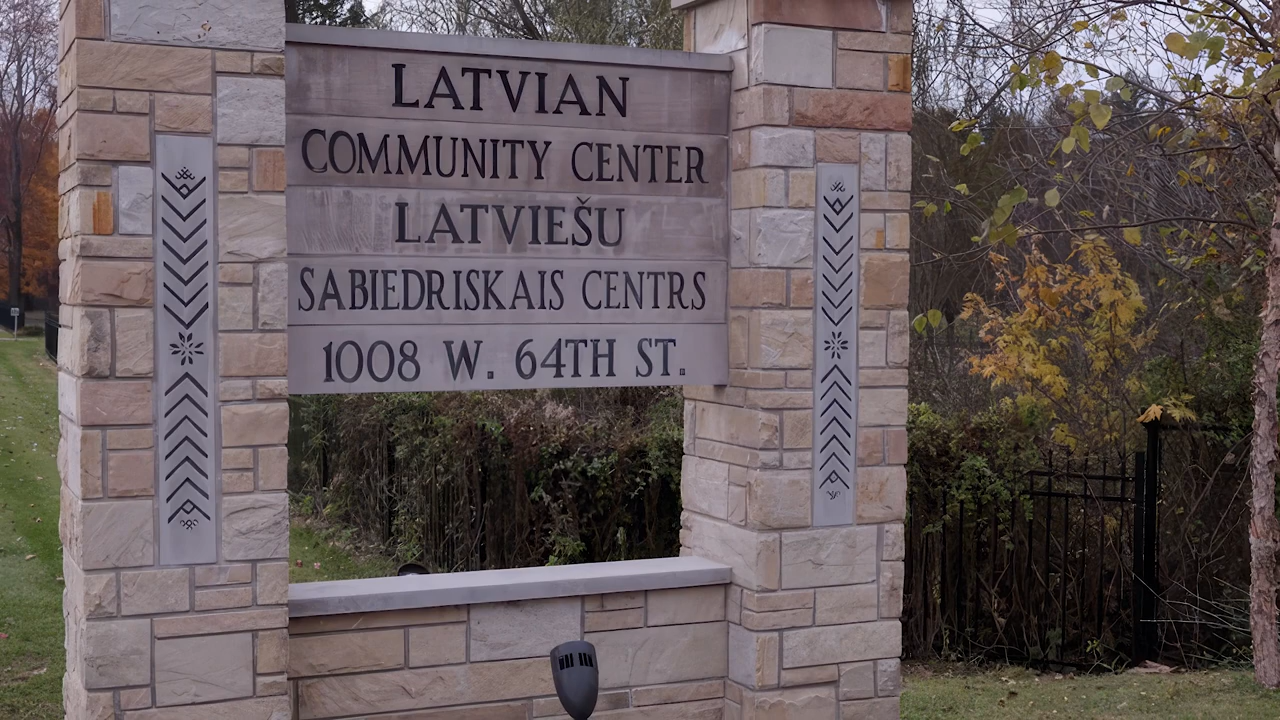 LATVIAN
COMMUNITY CENTER
LATVIEŠU
SABIEDRISKAIS CENTRS
1008 W. 64TH ST.